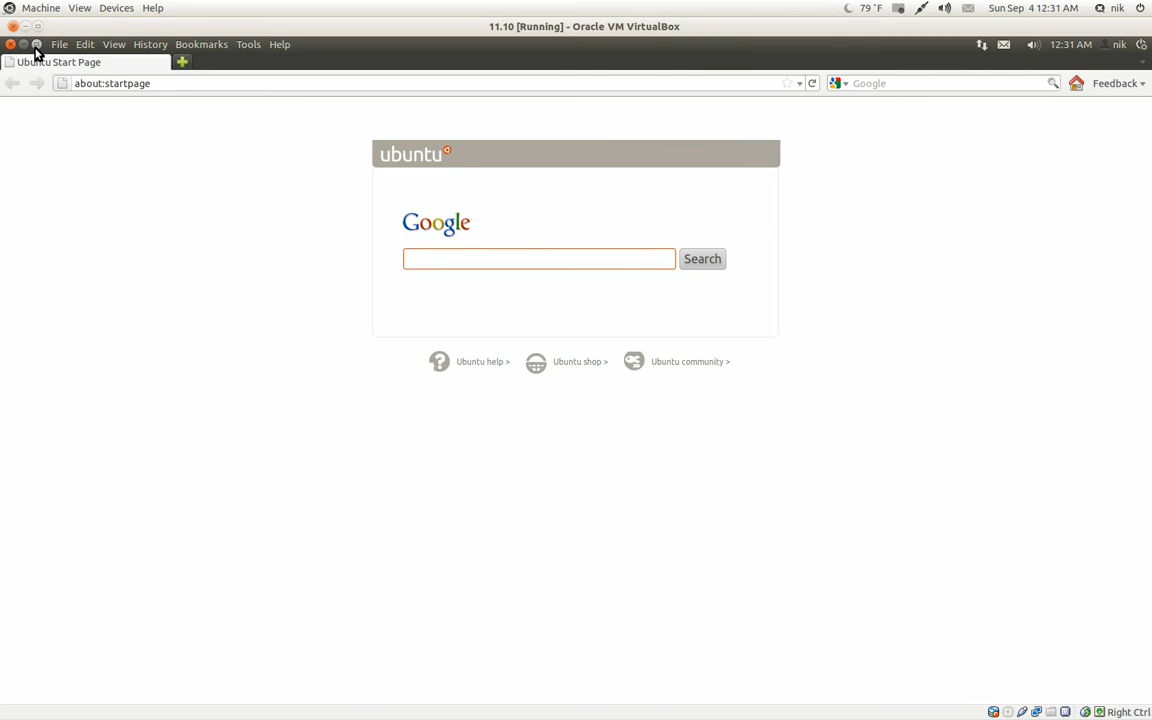 Machine View Devices Help 79 °F Sun Sep 4 12:31 AM nik
11.10 [Running] - Oracle VM VirtualBox
File Edit View History Bookmarks Tools Help 12:31 AM nik
Ubuntu Start Page
about:startpage Google Feedback
ubuntu
Google
Search
Ubuntu help > Ubuntu shop > Ubuntu community >
Right Ctrl